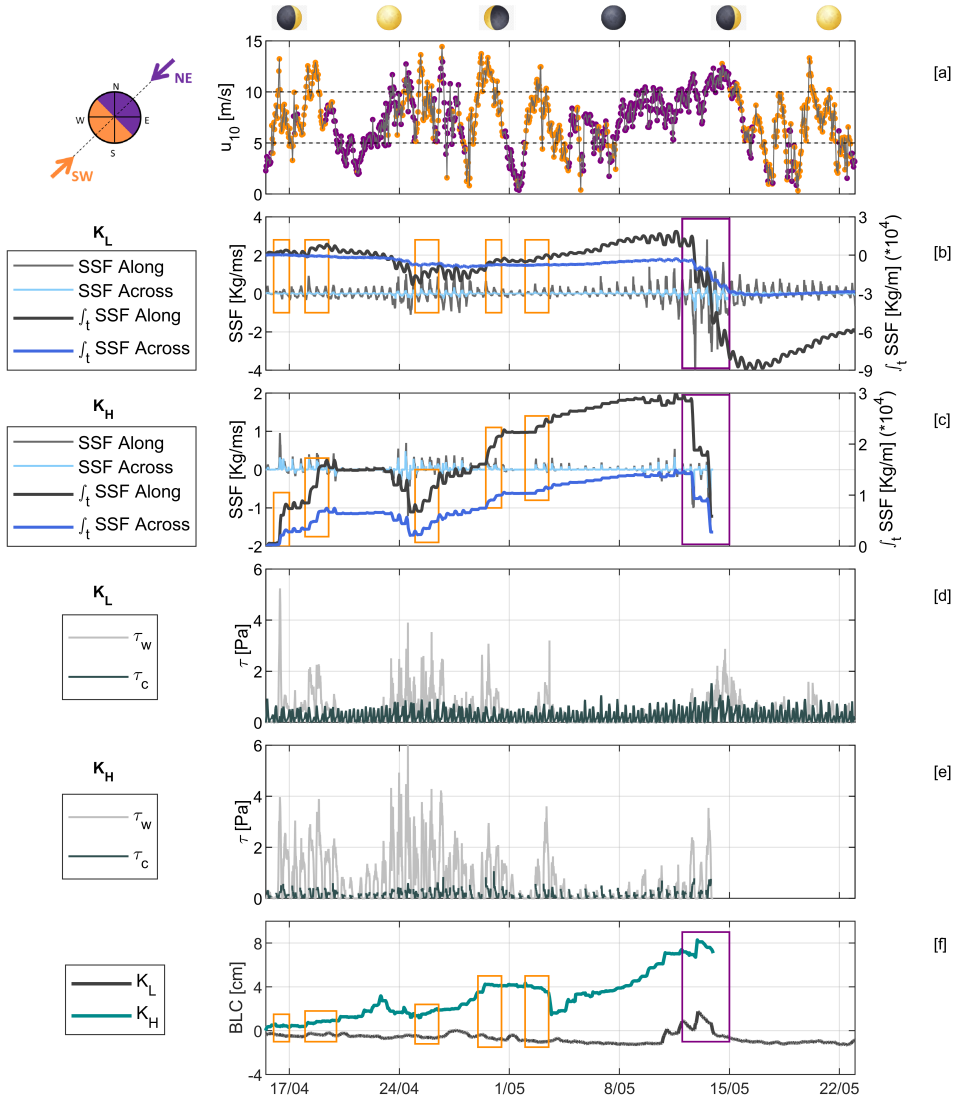 15
10
5
0
u10 [m/s]
[a]
N
W E
S
NE
SW
KL
SSF Along
SSF Across
∫t SSF Along
∫t SSF Across
4
2
0
-2
-4
SSF [Kg/ms]
3
0
-3
-6
-9
∫t SSF [Kg/m] (*10^4)
[b]
KH
SSF Along
SSF Across
∫t SSF Along
∫t SSF Across
2
1
0
-1
-2
SSF [Kg/ms]
3
2
1
0
∫t SSF [Kg/m] (*10^4)
[c]
KL
τw
τc
6
4
2
0
τ [Pa]
[d]
KH
τw
τc
6
4
2
0
τ [Pa]
[e]
KL
KH
8
4
0
-4
BLC [cm]
[f]
17/04 24/04 1/05 8/05 15/05 22/05